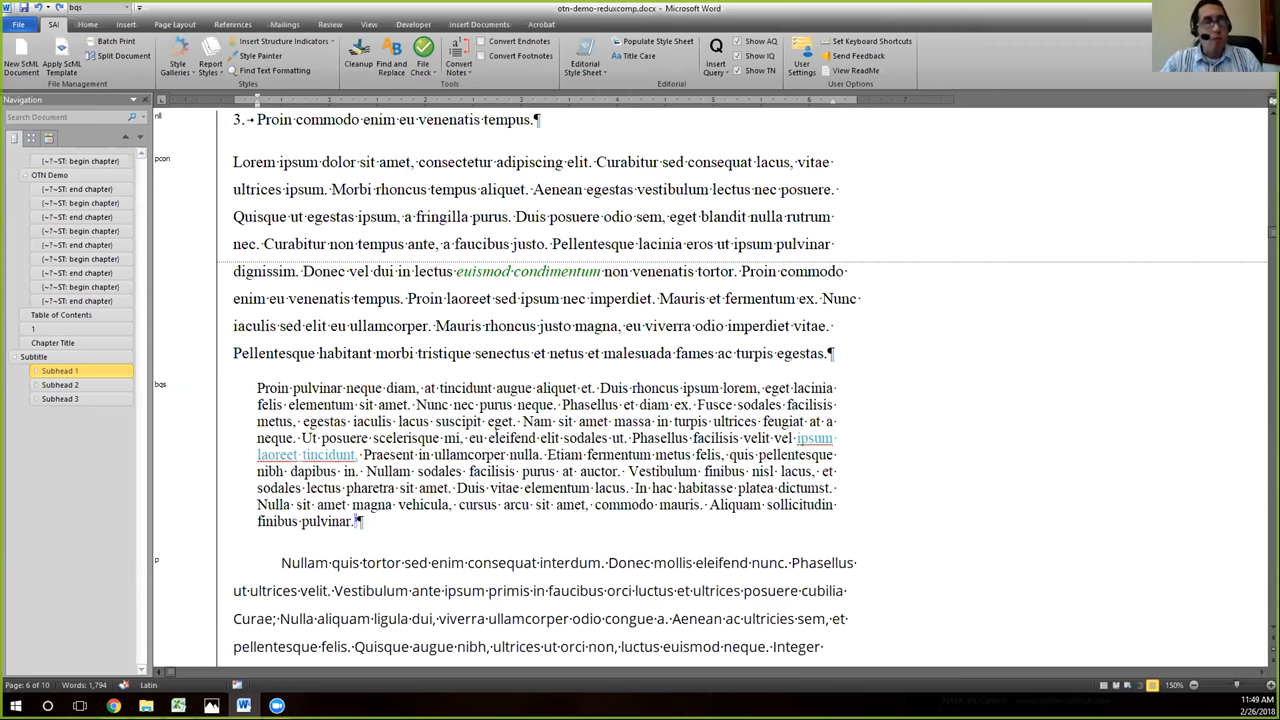 bqs
otn-demo-reduxcomp.docx - Microsoft Word
File SAI Home Insert Page Layout References Mailings Review View Developer Insert Documents Acrobat
New ScML Document
Apply ScML Template
Batch Print
Split Document
File Management
Style Galleries
Report Styles
Insert Structure Indicators
Style Painter
Find Text Formatting
Styles
Cleanup
Find and Replace
File Check
Convert Notes
Convert Endnotes
Convert Footnotes
Tools
Editorial Style Sheet
Populate Style Sheet
Title Case
Insert Query
Show AQ
Show IQ
Show TN
Editorial
User Settings
Set Keyboard Shortcuts
Send Feedback
View ReadMe
User Options
Navigation
Search Document
{~?~ST: begin chapter}
OTN Demo
{~?~ST: end chapter}
{~?~ST: begin chapter}
{~?~ST: end chapter}
{~?~ST: begin chapter}
{~?~ST: end chapter}
{~?~ST: begin chapter}
{~?~ST: end chapter}
{~?~ST: begin chapter}
{~?~ST: end chapter}
Table of Contents
1
Chapter Title
Subtitle
Subhead 1
Subhead 2
Subhead 3
nll
3.→Proin·commodo·enim·eu·venenatis·tempus.¶
pcon
Lorem·ipsum·dolor·sit·amet,·consectetur·adipiscing·elit.·Curabitur·sed·consequat·lacus,·vitae·
ultrices·ipsum.·Morbi·rhoncus·tempus·aliquet.·Aenean·egestas·vestibulum·lectus·nec·posuere.·
Quisque·ut·egestas·ipsum,·a·fringilla·purus.·Duis·posuere·odio·sem,·eget·blandit·nulla·rutrum·
nec.·Curabitur·non·tempus·ante,·a·faucibus·justo.·Pellentesque·lacinia·eros·ut·ipsum·pulvinar·
dignissim.·Donec·vel·dui·in·lectus·euismod·condimentum·non·venenatis·tortor.·Proin·commodo·
enim·eu·venenatis·tempus.·Proin·laoreet·sed·ipsum·nec·imperdiet.·Mauris·et·fermentum·ex.·Nunc·
iaculis·sed·elit·eu·ullamcorper.·Mauris·rhoncus·justo·magna,·eu·viverra·odio·imperdiet·vitae.·
Pellentesque·habitant·morbi·tristique·senectus·et·netus·et·malesuada·fames·ac·turpis·egestas.¶
bqs
Proin·pulvinar·neque·diam,·at·tincidunt·augue·aliquet·et.·Duis·rhoncus·ipsum·lorem,·eget·lacinia·
felis·elementum·sit·amet.·Nunc·nec·purus·neque.·Phasellus·et·diam·ex.·Fusce·sodales·facilisis·
metus,·egestas·iaculis·lacus·suscipit·eget.·Nam·sit·amet·massa·in·turpis·ultrices·feugiat·at·a·
neque.·Ut·posuere·scelerisque·mi,·eu·eleifend·elit·sodales·ut.·Phasellus·facilisis·velit·vel·ipsum·
laoreet·tincidunt.·Praesent·in·ullamcorper·nulla.·Etiam·fermentum·metus·felis,·quis·pellentesque·
nibh·dapibus·in.·Nullam·sodales·facilisis·purus·at·auctor.·Vestibulum·finibus·nisl·lacus,·et·
sodales·lectus·pharetra·sit·amet.·Duis·vitae·elementum·lacus.·In·hac·habitasse·platea·dictumst.·
Nulla·sit·amet·magna·vehicula,·cursus·arcu·sit·amet,·commodo·mauris.·Aliquam·sollicitudin·
finibus·pulvinar.¶
p
Nullam·quis·tortor·sed·enim·consequat·interdum.·Donec·mollis·eleifend·nunc.·Phasellus·
ut·ultrices·velit.·Vestibulum·ante·ipsum·primis·in·faucibus·orci·luctus·et·ultrices·posuere·cubilia·
Curae;·Nulla·aliquam·ligula·dui,·viverra·ullamcorper·odio·congue·a.·Aenean·ac·ultricies·sem,·et·
pellentesque·felis.·Quisque·augue·nibh,·ultrices·ut·orci·non,·luctus·euismod·neque.·Integer·
Page: 6 of 10 Words: 1,794 Latin 150%
11:49 AM
2/26/2018